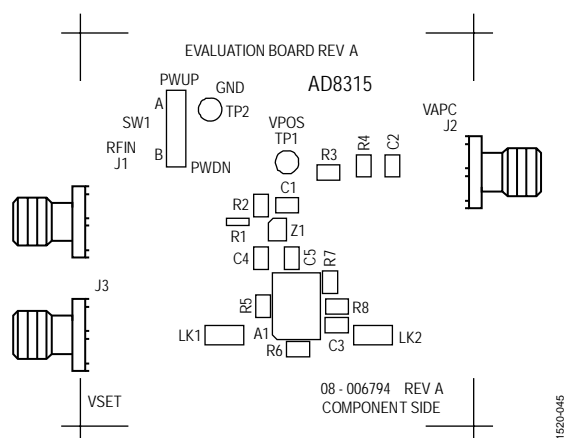 EVALUATION BOARD REV A
PWUP
GND
AD8315
A
TP2
VPOS
TP1
VAPC
J2
SW1
RFIN
J1
B
PWDN
R3
R4
C2
C1
R2
R1
Z1
C4
C5
R7
J3
R5
R8
LK1
A1
C3
LK2
R6
VSET
08 - 006794 REV A
COMPONENT SIDE
1520-045